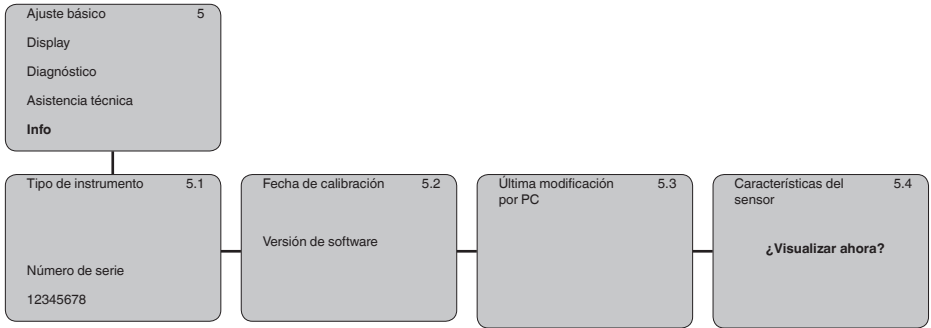 Ajuste básico 5
Display
Diagnóstico
Asistencia técnica
Info
Tipo de instrumento 5.1
Número de serie
12345678
Fecha de calibración 5.2
Versión de software
Última modificación 5.3
por PC
Características del 5.4
sensor
¿Visualizar ahora?